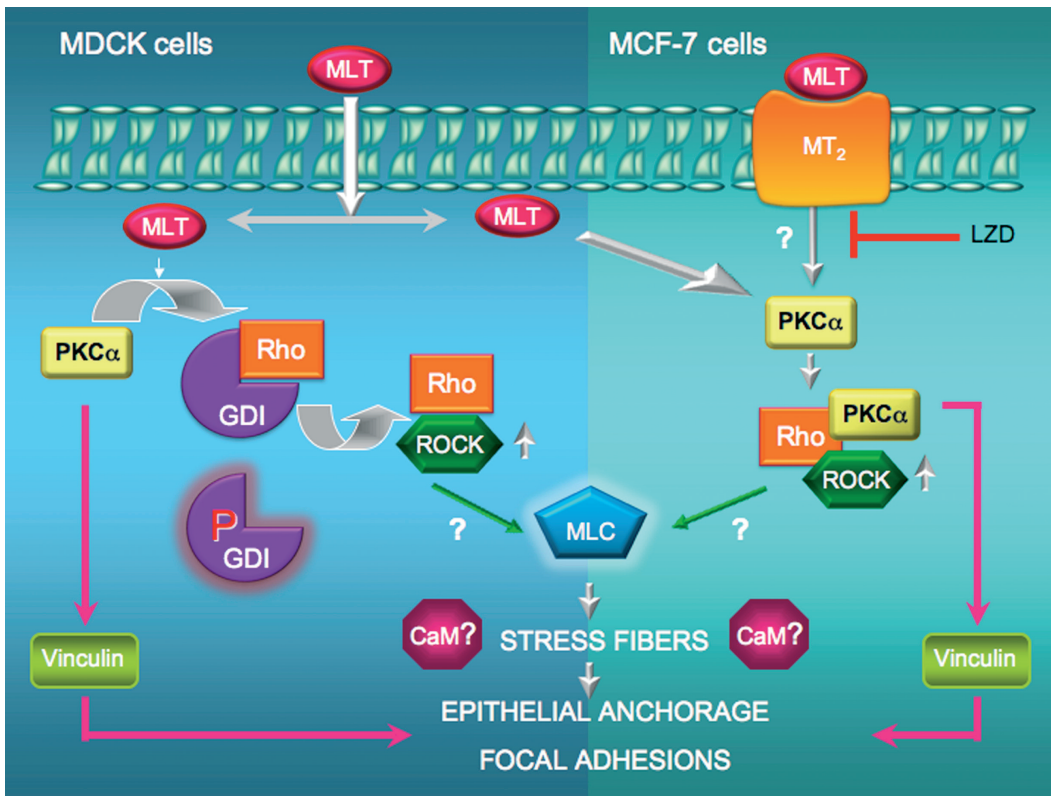 MDCK cells
MCF-7 cells
MLT
MLT
MT₂
MLT
MLT
?
LZD
PKCα
PKCα
Rho
GDI
Rho
ROCK
PKCα
Rho
ROCK
P
GDI
?
MLC
?
CaM?
STRESS FIBERS
CaM?
Vinculin
Vinculin
EPITHELIAL ANCHORAGE
FOCAL ADHESIONS